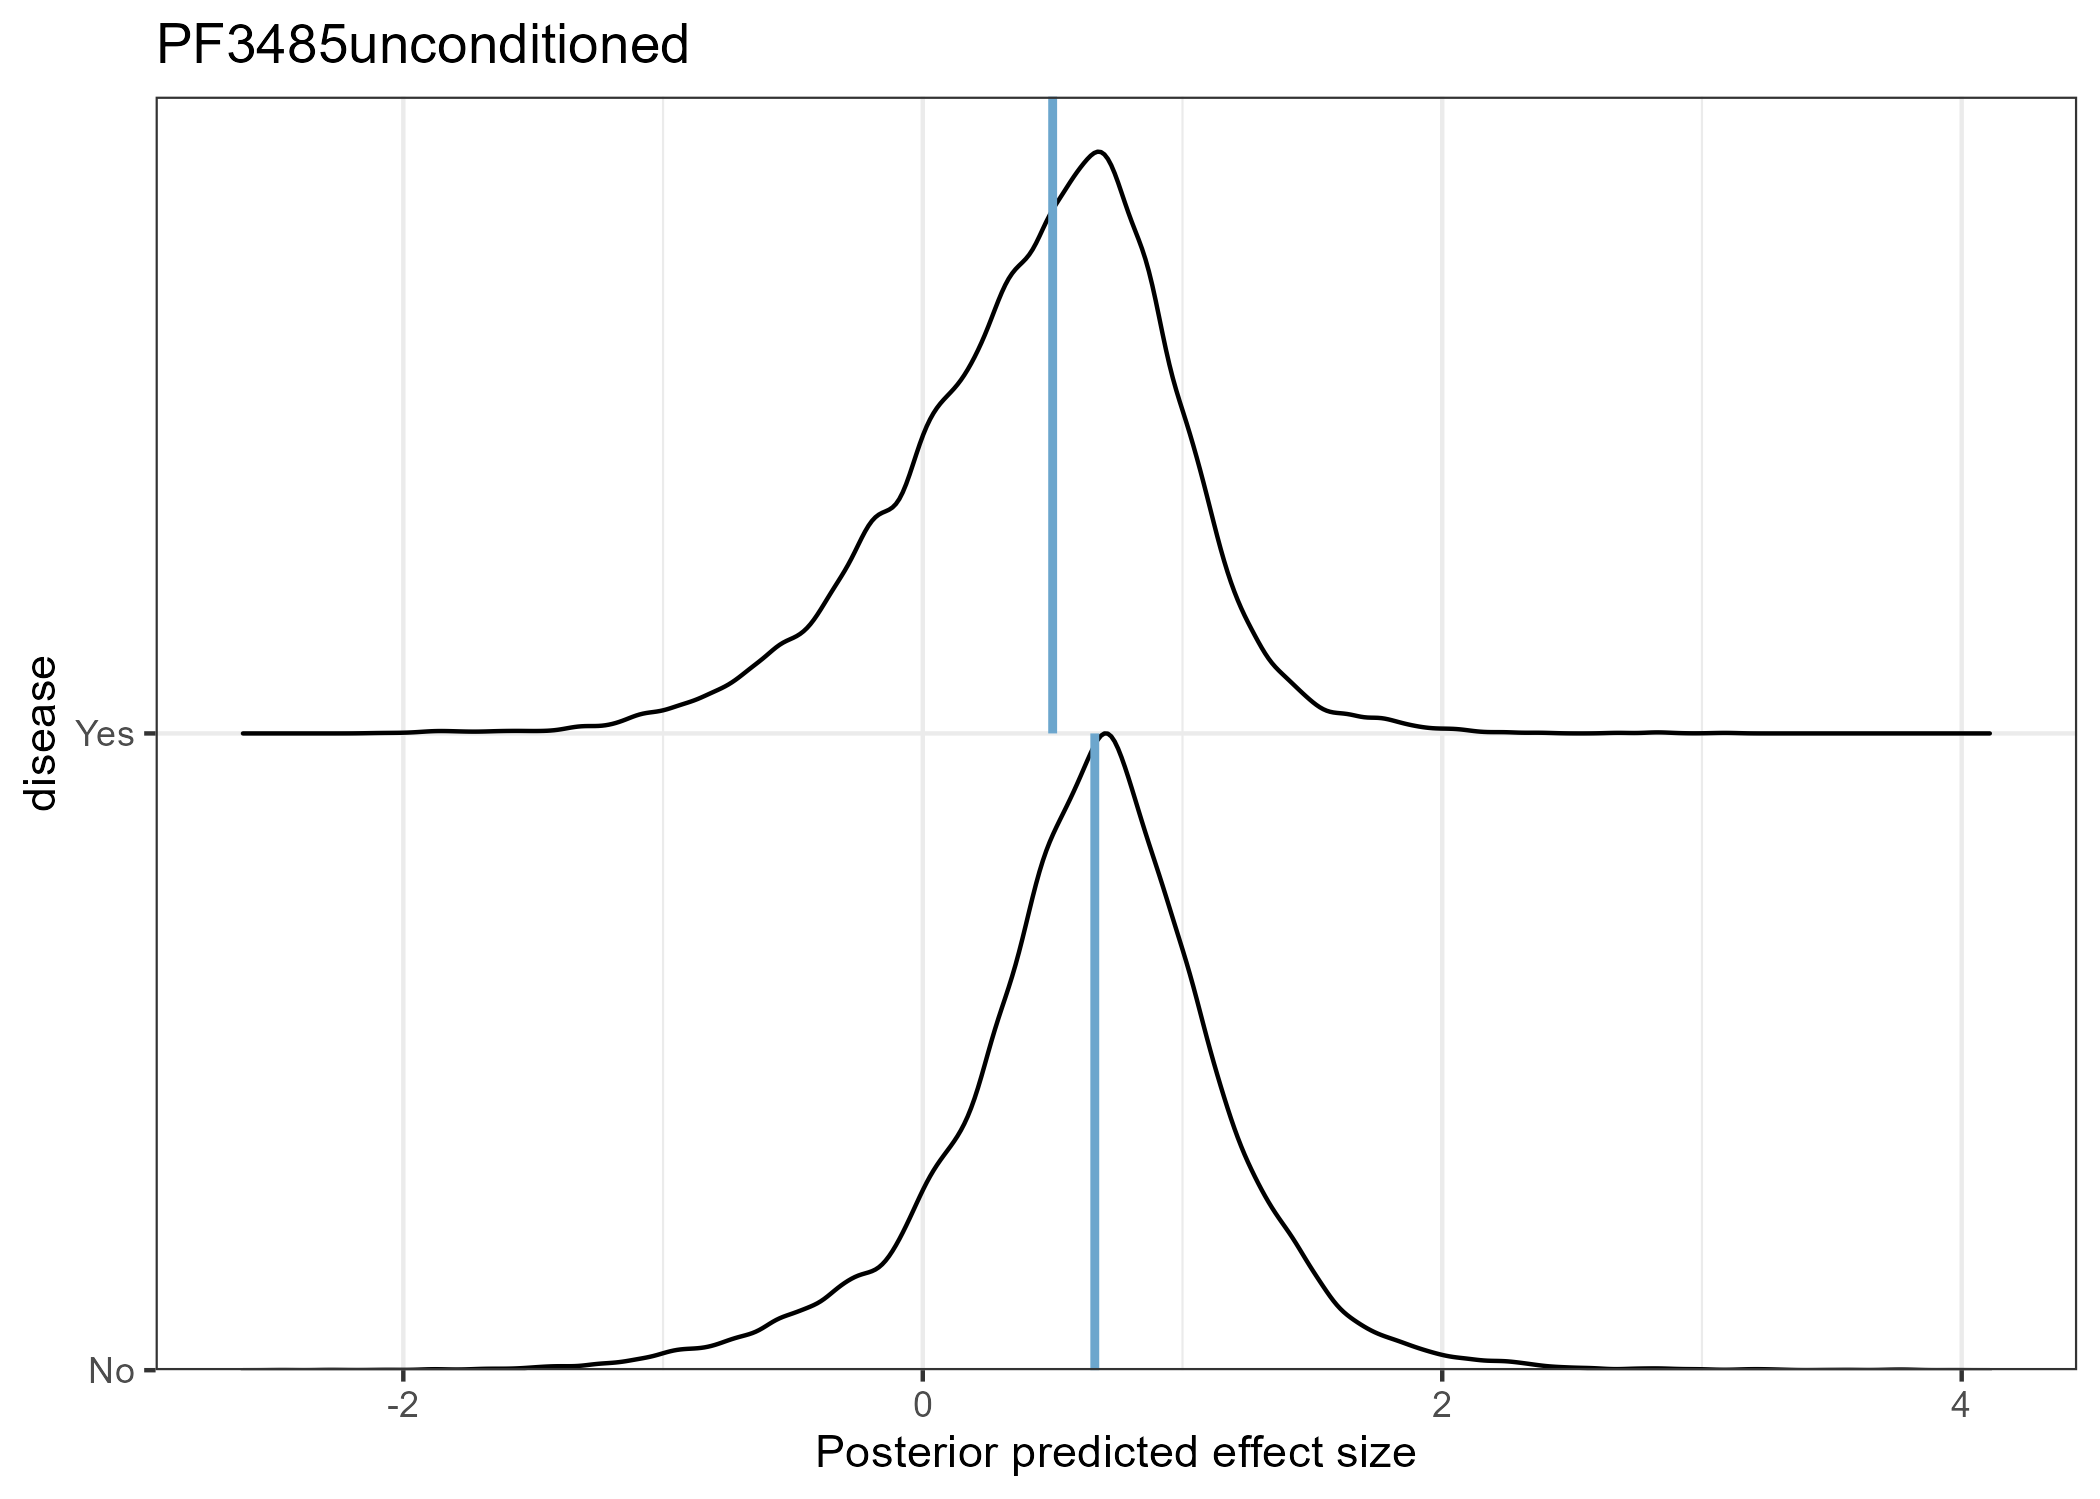 PF3485unconditioned
disease
Yes
No
-2 0 2 4
Posterior predicted effect size